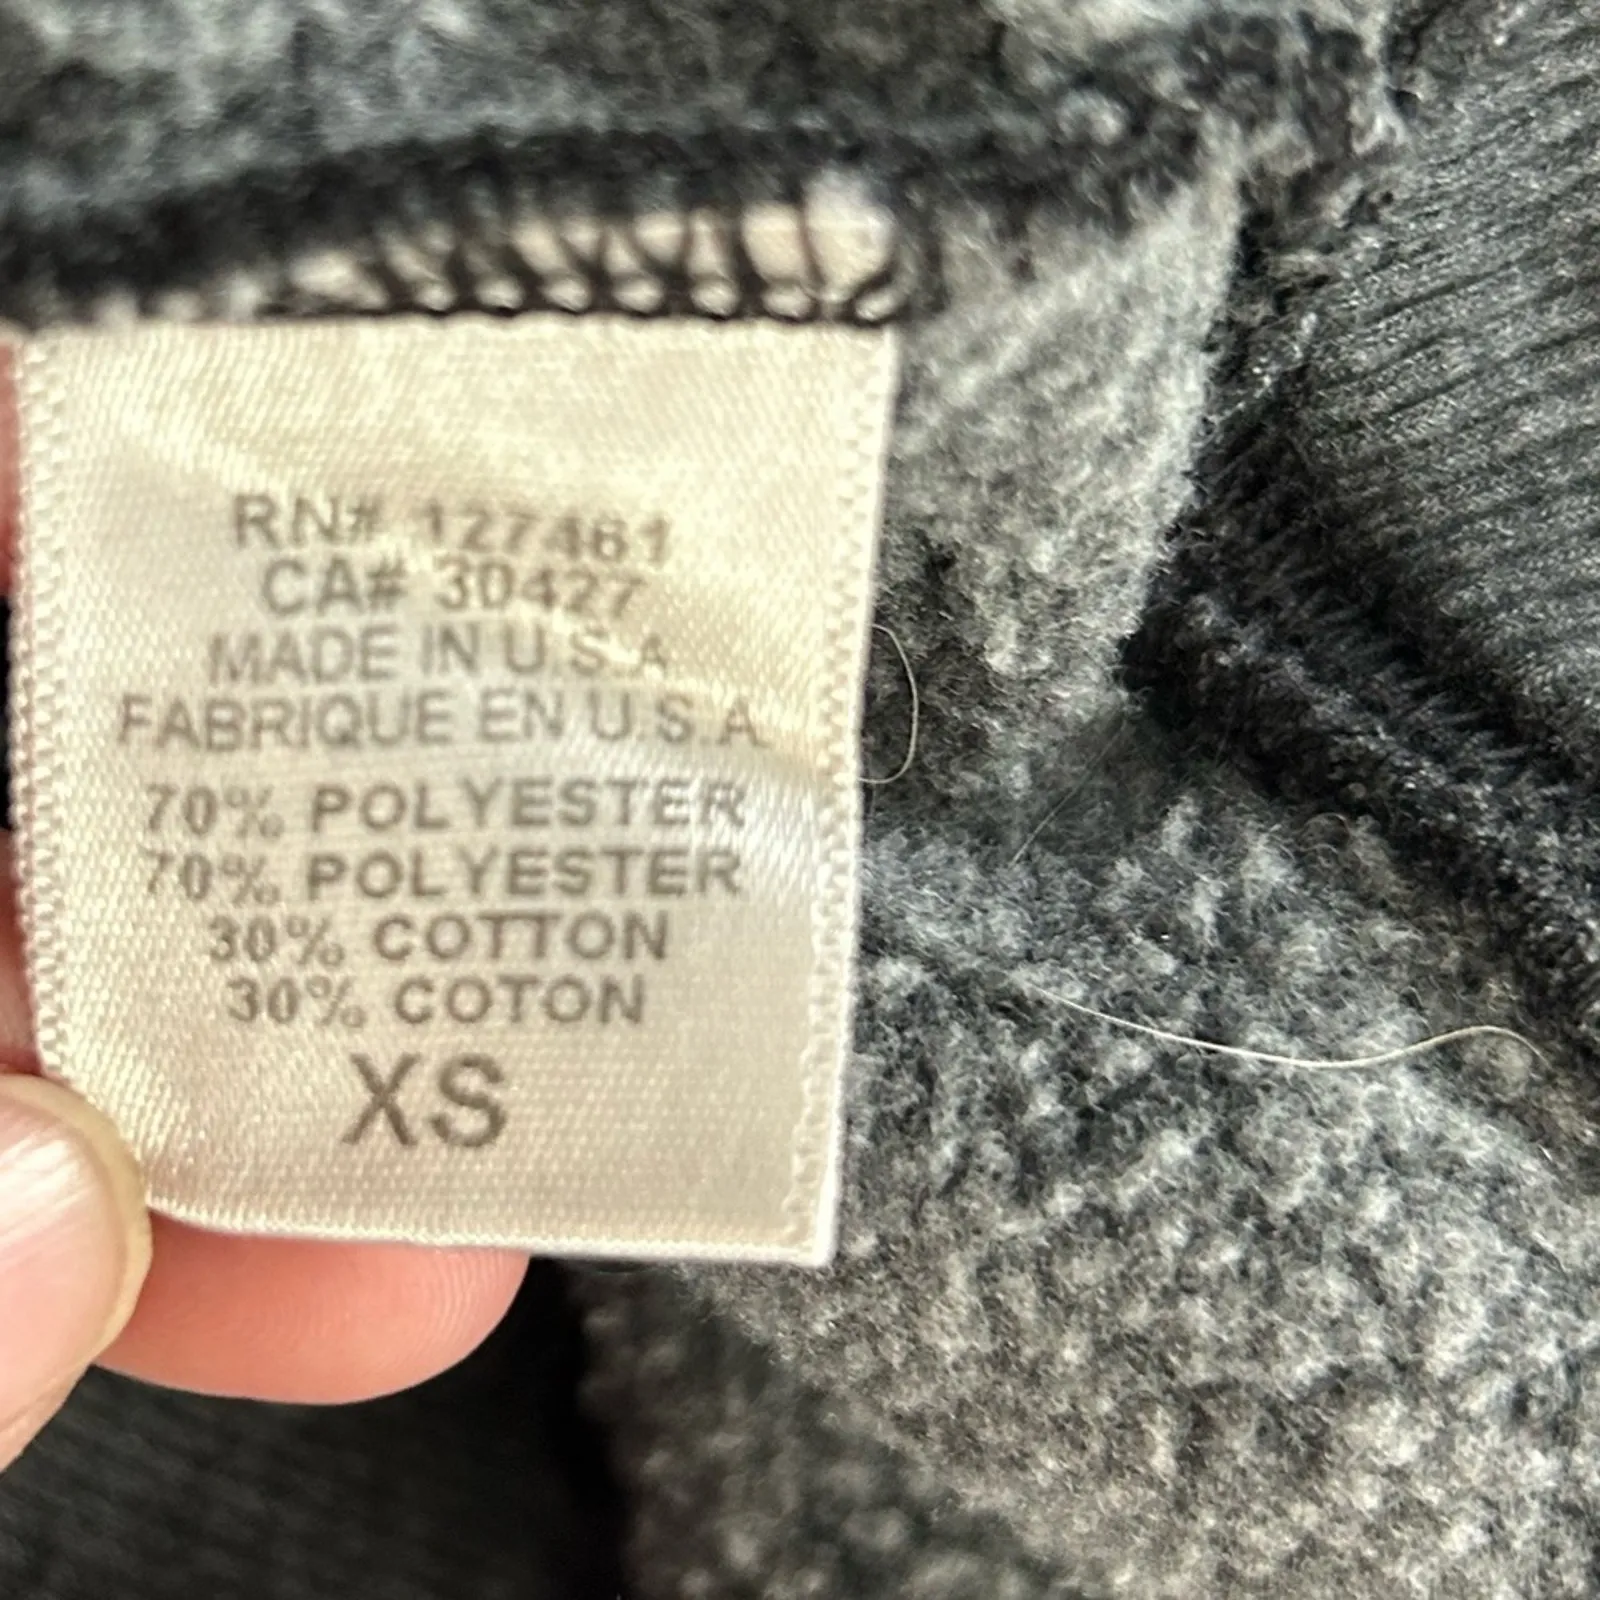 RN# 127461
CA# 30427
MADE IN U.S.A
FABRIQUE EN U.S.A.
70% POLYESTER
70% POLYESTER
30% COTTON
30% COTON
XS